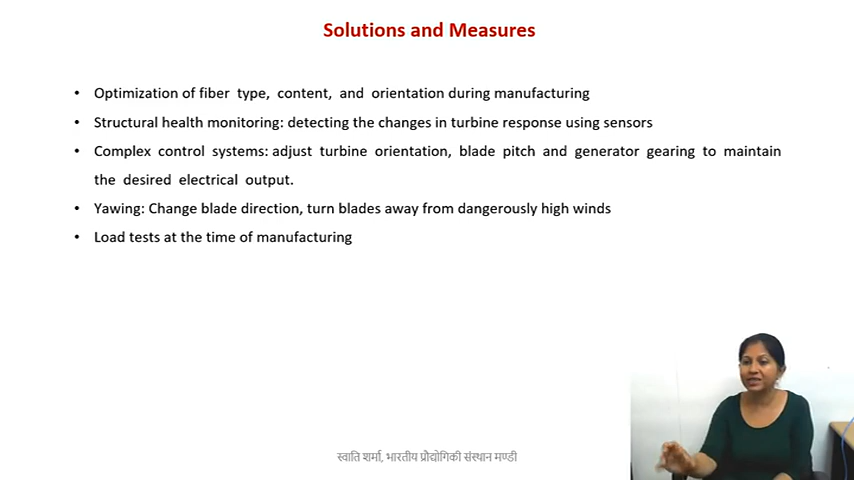 Solutions and Measures
• Optimization of fiber type, content, and orientation during manufacturing
• Structural health monitoring: detecting the changes in turbine response using sensors
• Complex control systems: adjust turbine orientation, blade pitch and generator gearing to maintain
the desired electrical output.
• Yawing: Change blade direction, turn blades away from dangerously high winds
• Load tests at the time of manufacturing
स्वाति शर्मा, भारतीय प्रौद्योगिकी संस्थान मण्डी